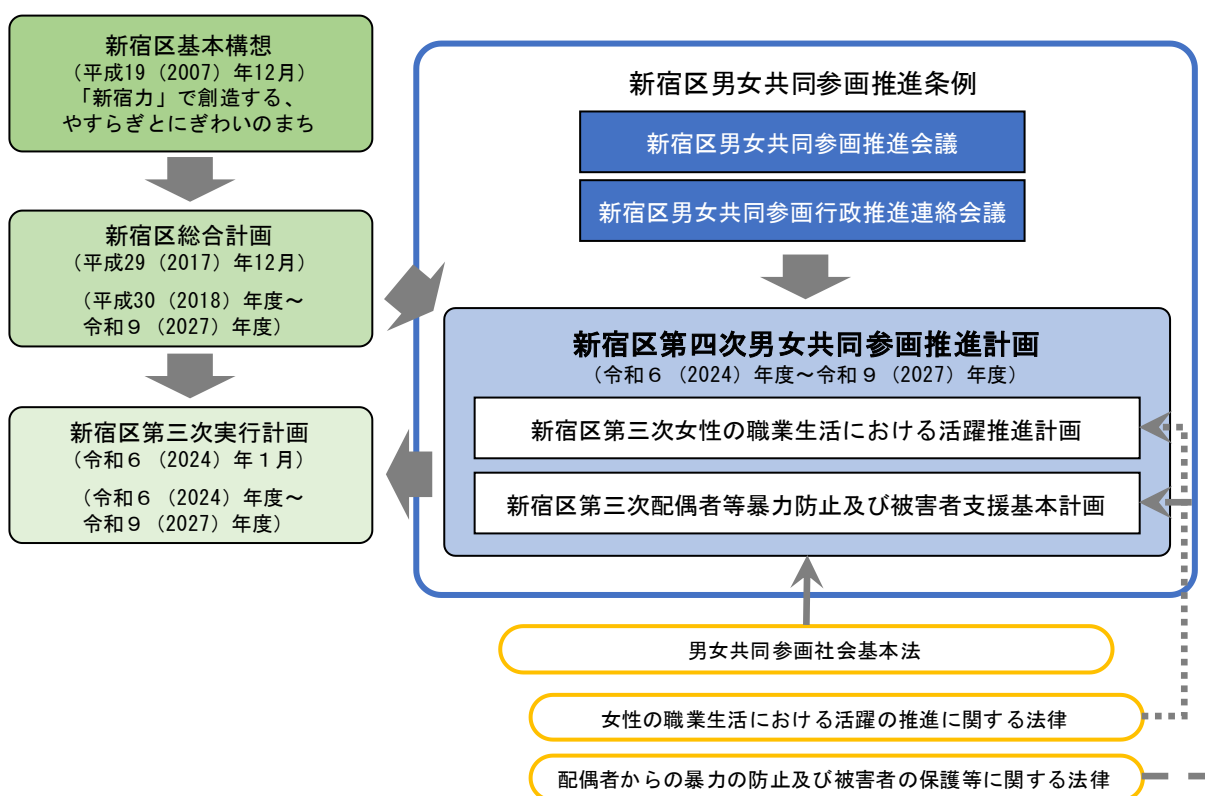 新宿区基本構想
（平成19（2007）年12月）
「新宿力」で創造する、
やすらぎとにぎわいのまち
新宿区総合計画
（平成29（2017）年12月）
（平成30（2018）年度～
令和９（2027）年度）
新宿区第三次実行計画
（令和６（2024）年１月）
（令和６（2024）年度～
令和９（2027）年度）
新宿区男女共同参画推進条例
新宿区男女共同参画推進会議
新宿区男女共同参画行政推進連絡会議
新宿区第四次男女共同参画推進計画
（令和６（2024）年度～令和９（2027）年度）
新宿区第三次女性の職業生活における活躍推進計画
新宿区第三次配偶者等暴力防止及び被害者支援基本計画
男女共同参画社会基本法
女性の職業生活における活躍の推進に関する法律
配偶者からの暴力の防止及び被害者の保護等に関する法律